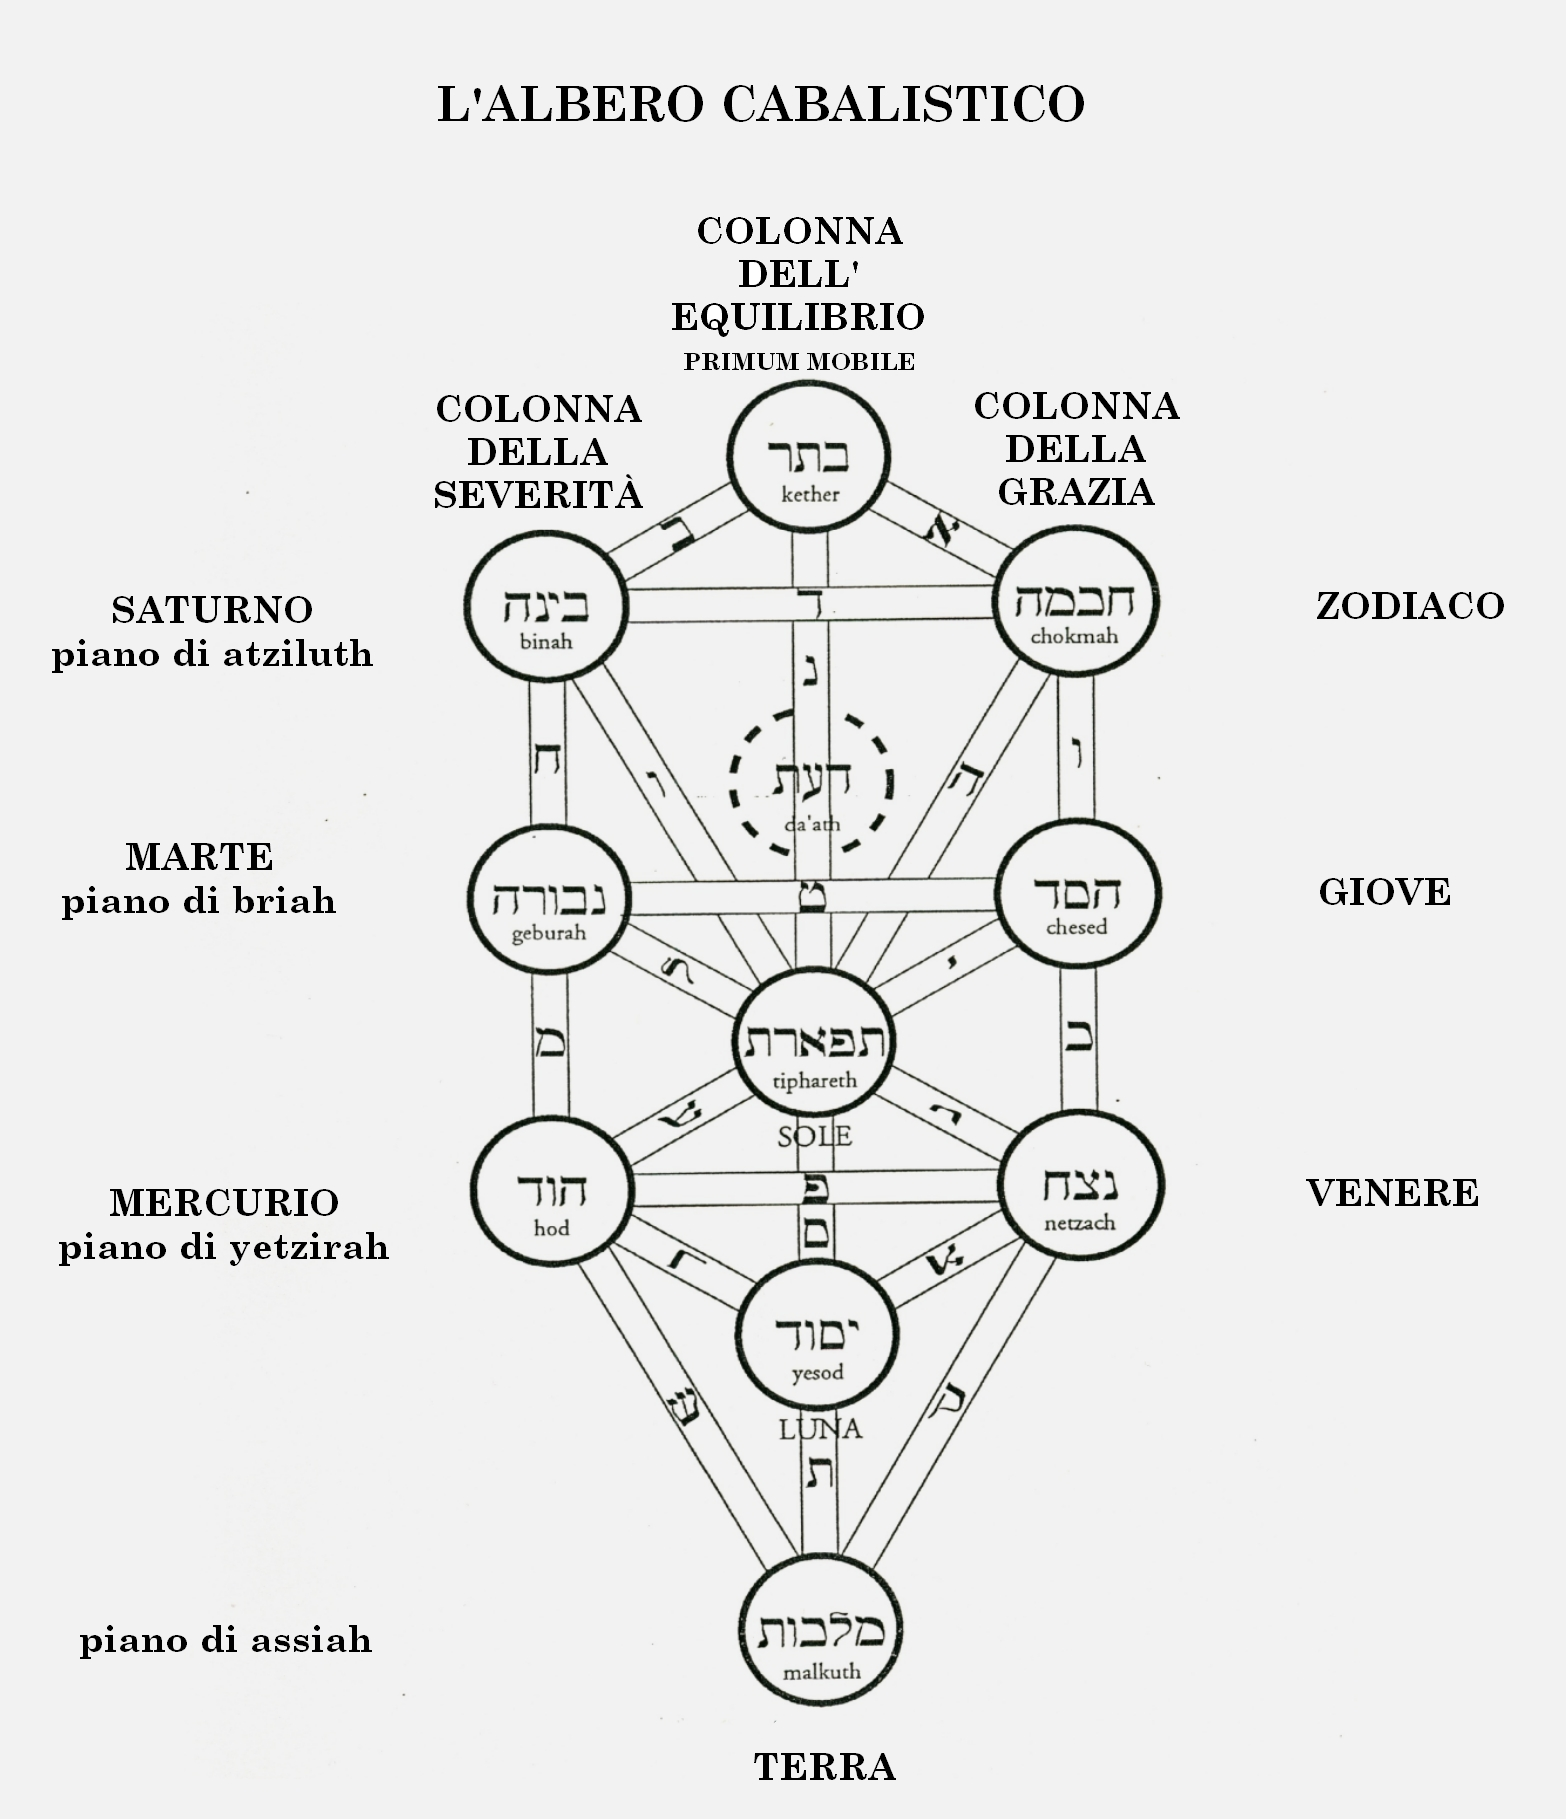 L'ALBERO CABALISTICO
COLONNA
DELL'
EQUILIBRIO
PRIMUM MOBILE
COLONNA
DELLA
SEVERITÀ
COLONNA
DELLA
GRAZIA
כתר
kether
ב
א
SATURNO
piano di atziluth
בינה
binah
ד
חכמה
chokmah
ZODIACO
ג
ח
ז
דעת
da'ath
ה
ו
MARTE
piano di briah
גבורה
geburah
ט
הסד
chesed
GIOVE
ל
י
מ
תפארת
tiphareth
כ
SOLE
ע
נ
MERCURIO
piano di yetzirah
הוד
hod
פ
ס
נצח
netzach
VENERE
ר
צ
יסוד
yesod
LUNA
ש
ת
ק
piano di assiah
מלכות
malkuth
TERRA